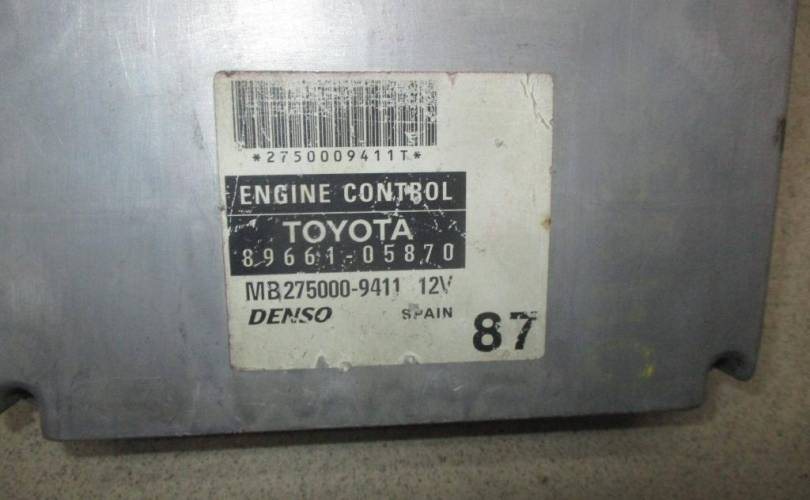 *2750009411T*
ENGINE CONTROL
TOYOTA
89661-05870
MB275000-9411 12V
DENSO SPAIN 87